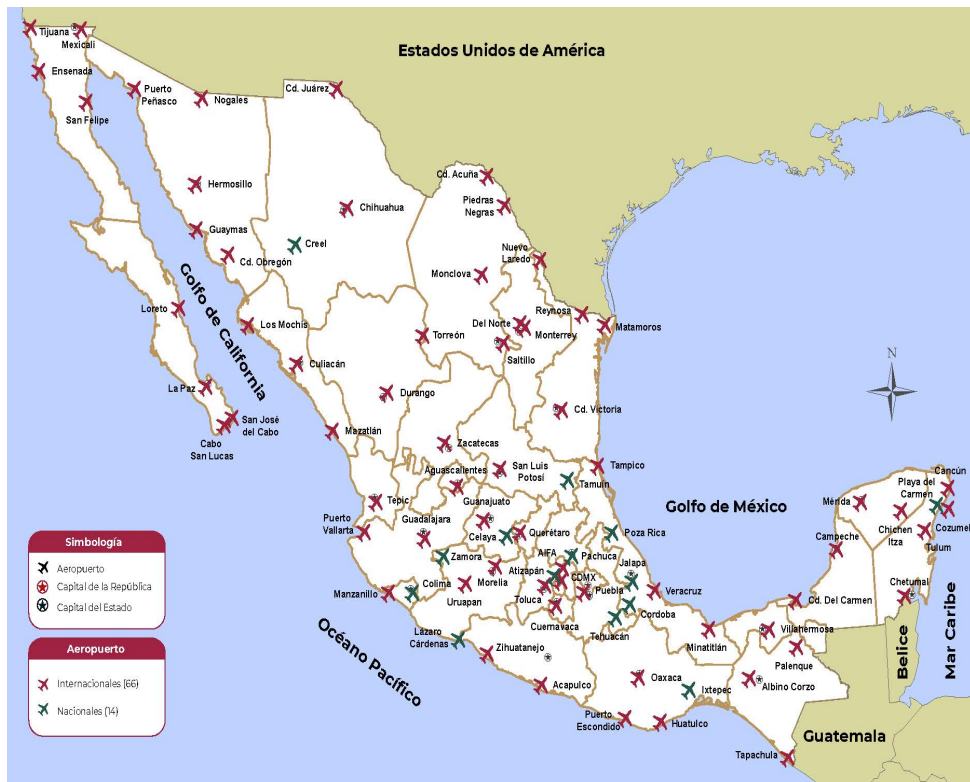 Tijuana
Mexicali
Estados Unidos de América
Ensenada
San Felipe
Puerto
Peñasco
Nogales
Cd. Juárez
Hermosillo
Chihuahua
Cd. Acuña
Piedras
Negras
Guaymas
Creel
Cd. Obregón
Nuevo
Laredo
Monclova
Golfo de California
Loreto
Los Mochis
Torreón
Del Norte
Monterrey
Reynosa
Matamoros
Saltillo
Culiacán
La Paz
Durango
San José
del Cabo
Cabo
San Lucas
Cd. Victoria
N
Mazatlán
Zacatecas
Aguascalientes
San Luis
Potosí
Tamuín
Tampico
Tepic
Guanajuato
Golfo de México
Mérida
Playa del
Carmen
Cancún
Puerto
Vallarta
Guadalajara
Celaya
Querétaro
Poza Rica
Chichen
Itza
Cozumel
Campeche
Tulum
Zamora
AIFA
Pachuca
Jalapa
Atizapán
CDMX
Manzanillo
Colima
Morelia
Uruapan
Toluca
Puebla
Veracruz
Cd. Del Carmen
Chetumal
Cuernavaca
Cordoba
Tehuacán
Minatitlán
Villahermosa
Lázaro
Cárdenas
Zihuatanejo
Palenque
Belice
Mar Caribe
Océano Pacífico
Acapulco
Oaxaca
Ixtepec
Albino Corzo
Puerto
Escondido
Huatulco
Guatemala
Tapachula
Simbología
Aeropuerto
Capital de la República
Capital del Estado
Aeropuerto
Internacionales (66)
Nacionales (14)